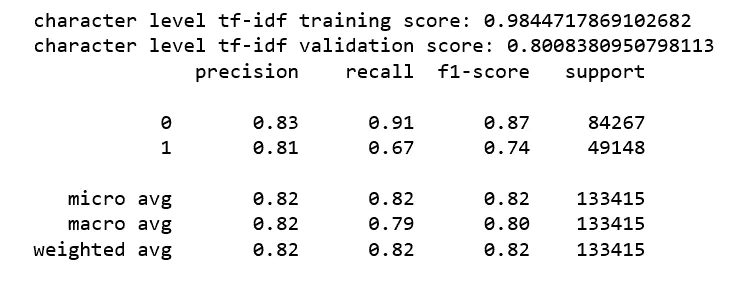 character level tf-idf training score: 0.9844717869102682
character level tf-idf validation score: 0.8008380950798113
precision recall f1-score support
0 0.83 0.91 0.87 84267
1 0.81 0.67 0.74 49148
micro avg 0.82 0.82 0.82 133415
macro avg 0.82 0.79 0.80 133415
weighted avg 0.82 0.82 0.82 133415